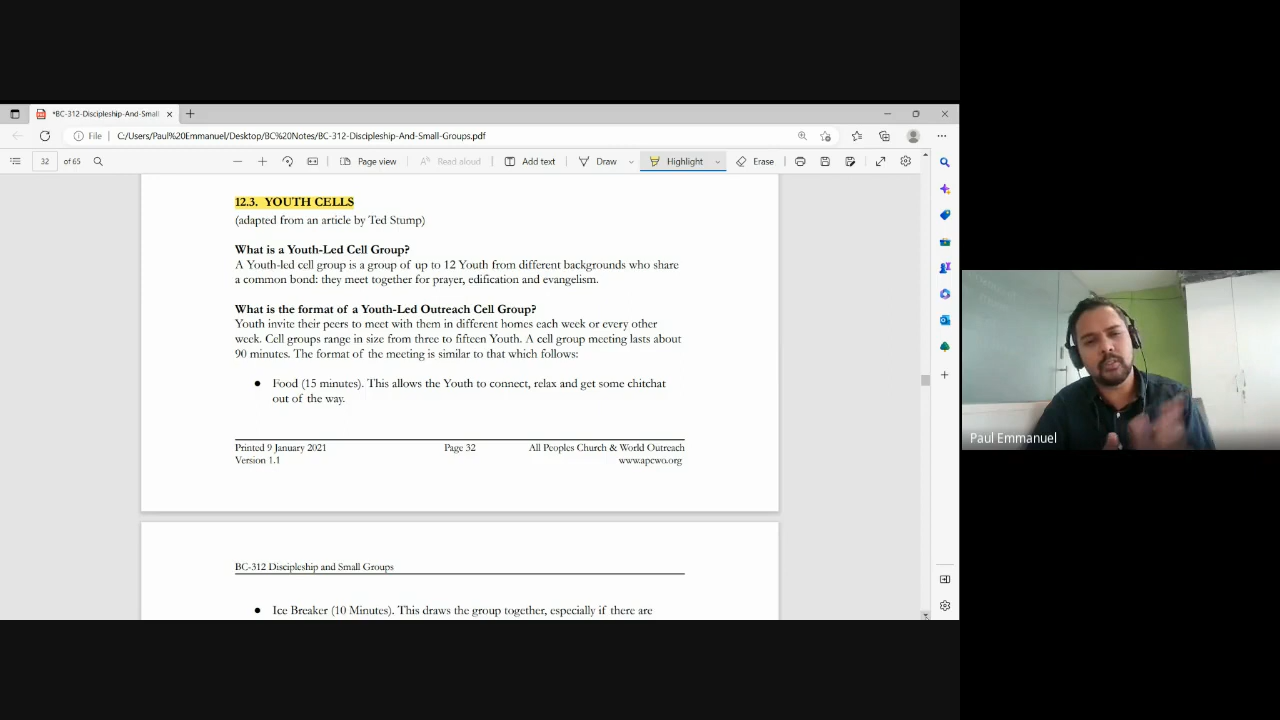 *BC-312-Discipleship-And-Small
File
C:/Users/Paul%20Emmanuel/Desktop/BC%20Notes/BC-312-Discipleship-And-Small-Groups.pdf
32 of 65
Page view
Read aloud
Add text
Draw
Highlight
Erase
12.3. YOUTH CELLS
(adapted from an article by Ted Stump)
What is a Youth-Led Cell Group?
A Youth-led cell group is a group of up to 12 Youth from different backgrounds who share
a common bond: they meet together for prayer, edification and evangelism.
What is the format of a Youth-Led Outreach Cell Group?
Youth invite their peers to meet with them in different homes each week or every other
week. Cell groups range in size from three to fifteen Youth. A cell group meeting lasts about
90 minutes. The format of the meeting is similar to that which follows:
● Food (15 minutes). This allows the Youth to connect, relax and get some chitchat
out of the way.
Printed 9 January 2021 Page 32 All Peoples Church & World Outreach
Version 1.1 www.apcwo.org
BC-312 Discipleship and Small Groups
● Ice Breaker (10 Minutes). This draws the group together, especially if there are
Paul Emmanuel